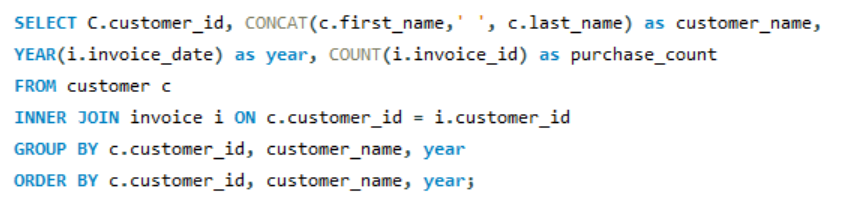 SELECT C.customer_id, CONCAT(c.first_name,' ', c.last_name) as customer_name,
YEAR(i.invoice_date) as year, COUNT(i.invoice_id) as purchase_count
FROM customer c
INNER JOIN invoice i ON c.customer_id = i.customer_id
GROUP BY c.customer_id, customer_name, year
ORDER BY c.customer_id, customer_name, year;